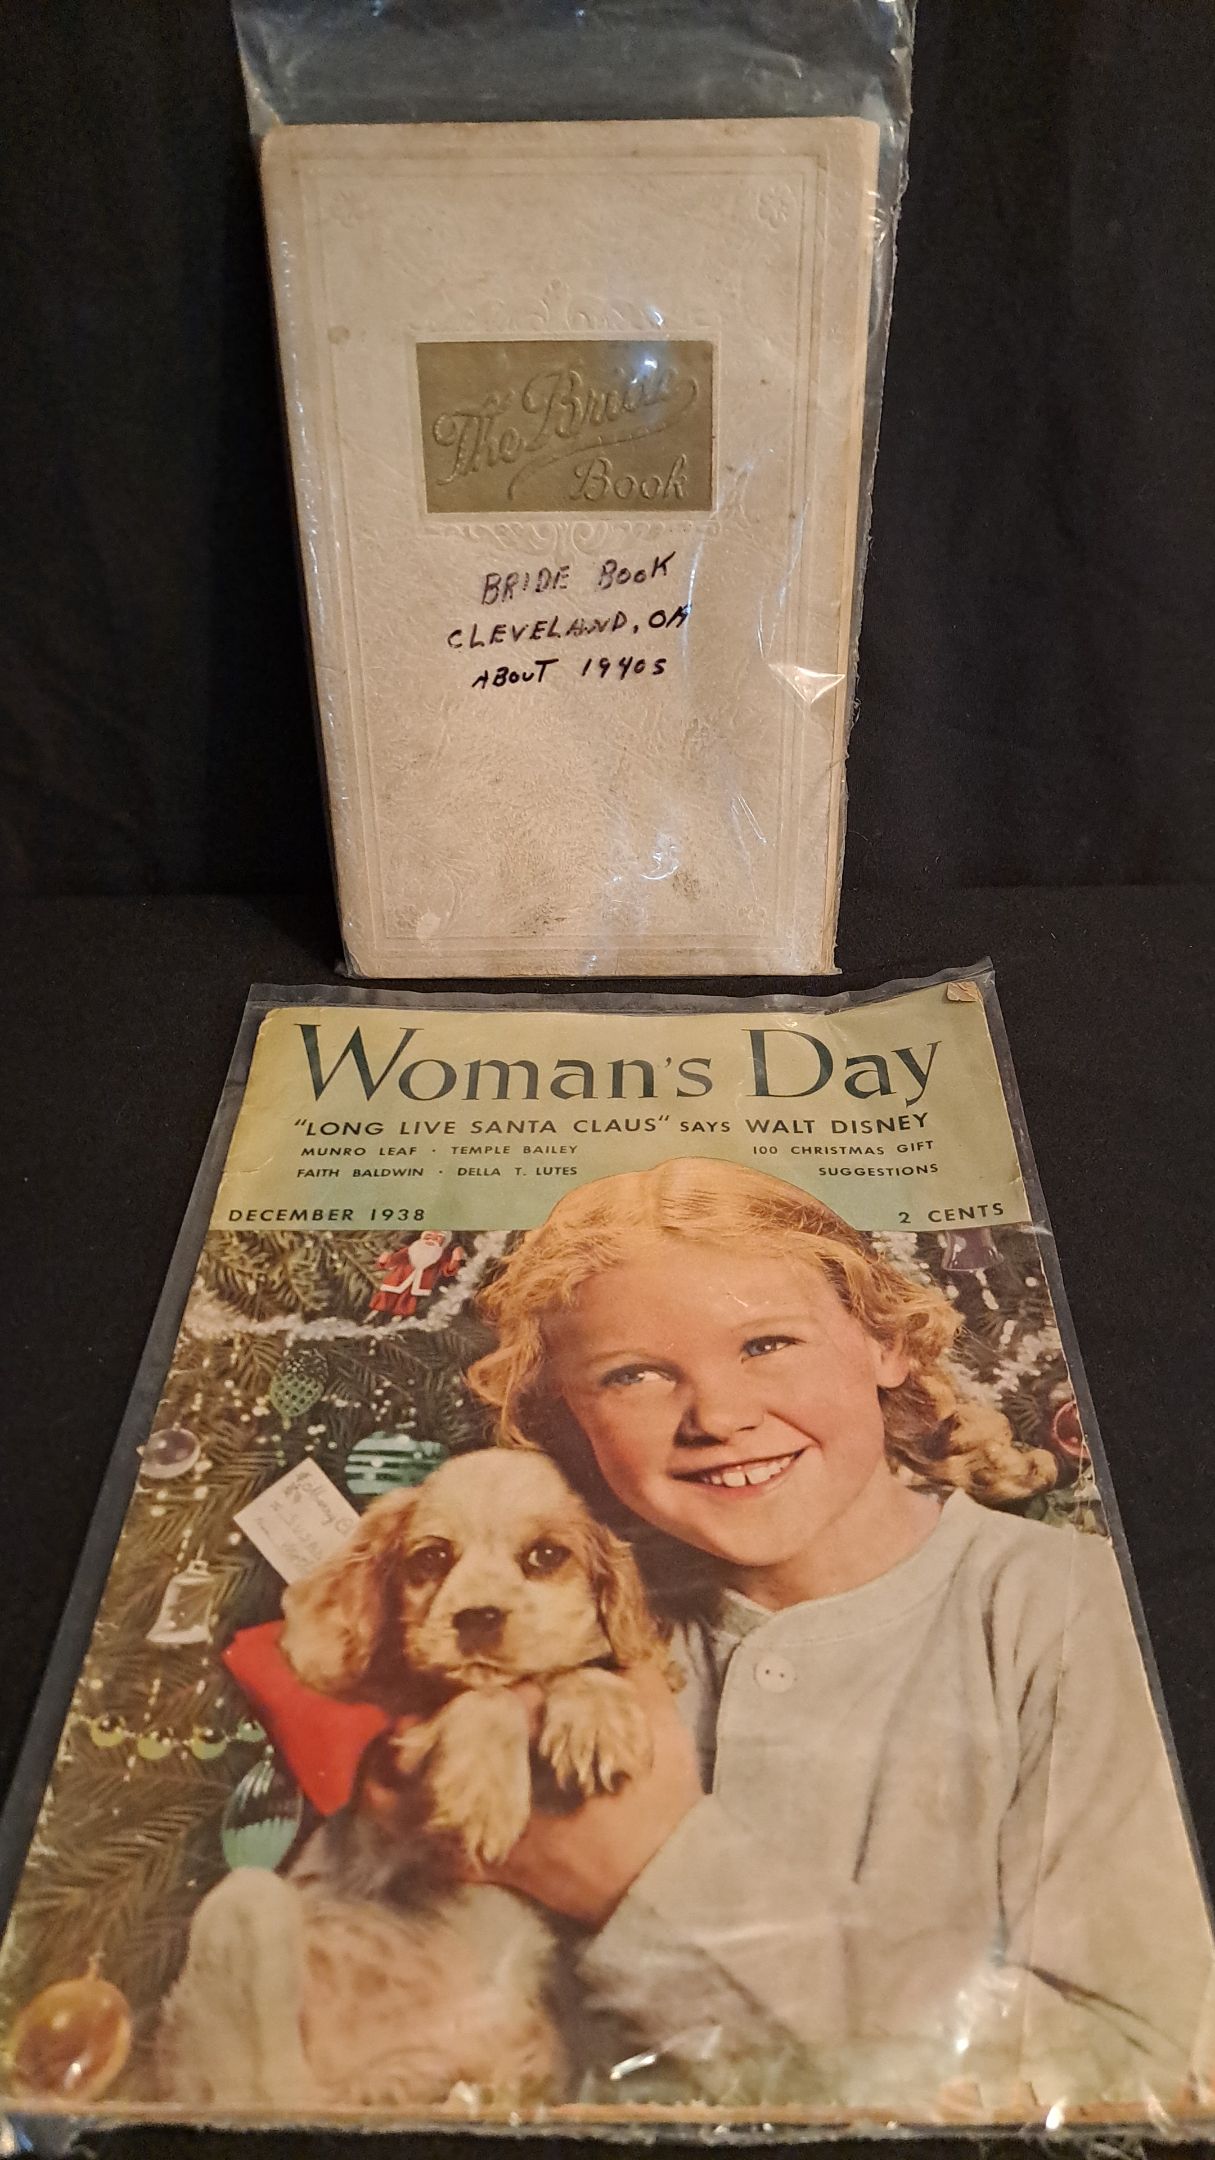 The Bride
Book
BRIDE BOOK
CLEVELAND, OH
ABOUT 1940S
Woman's Day
"LONG LIVE SANTA CLAUS" SAYS WALT DISNEY
MUNRO LEAF · TEMPLE BAILEY
FAITH BALDWIN · DELLA T. LUTES
100 CHRISTMAS GIFT
SUGGESTIONS
DECEMBER 1938
2 CENTS